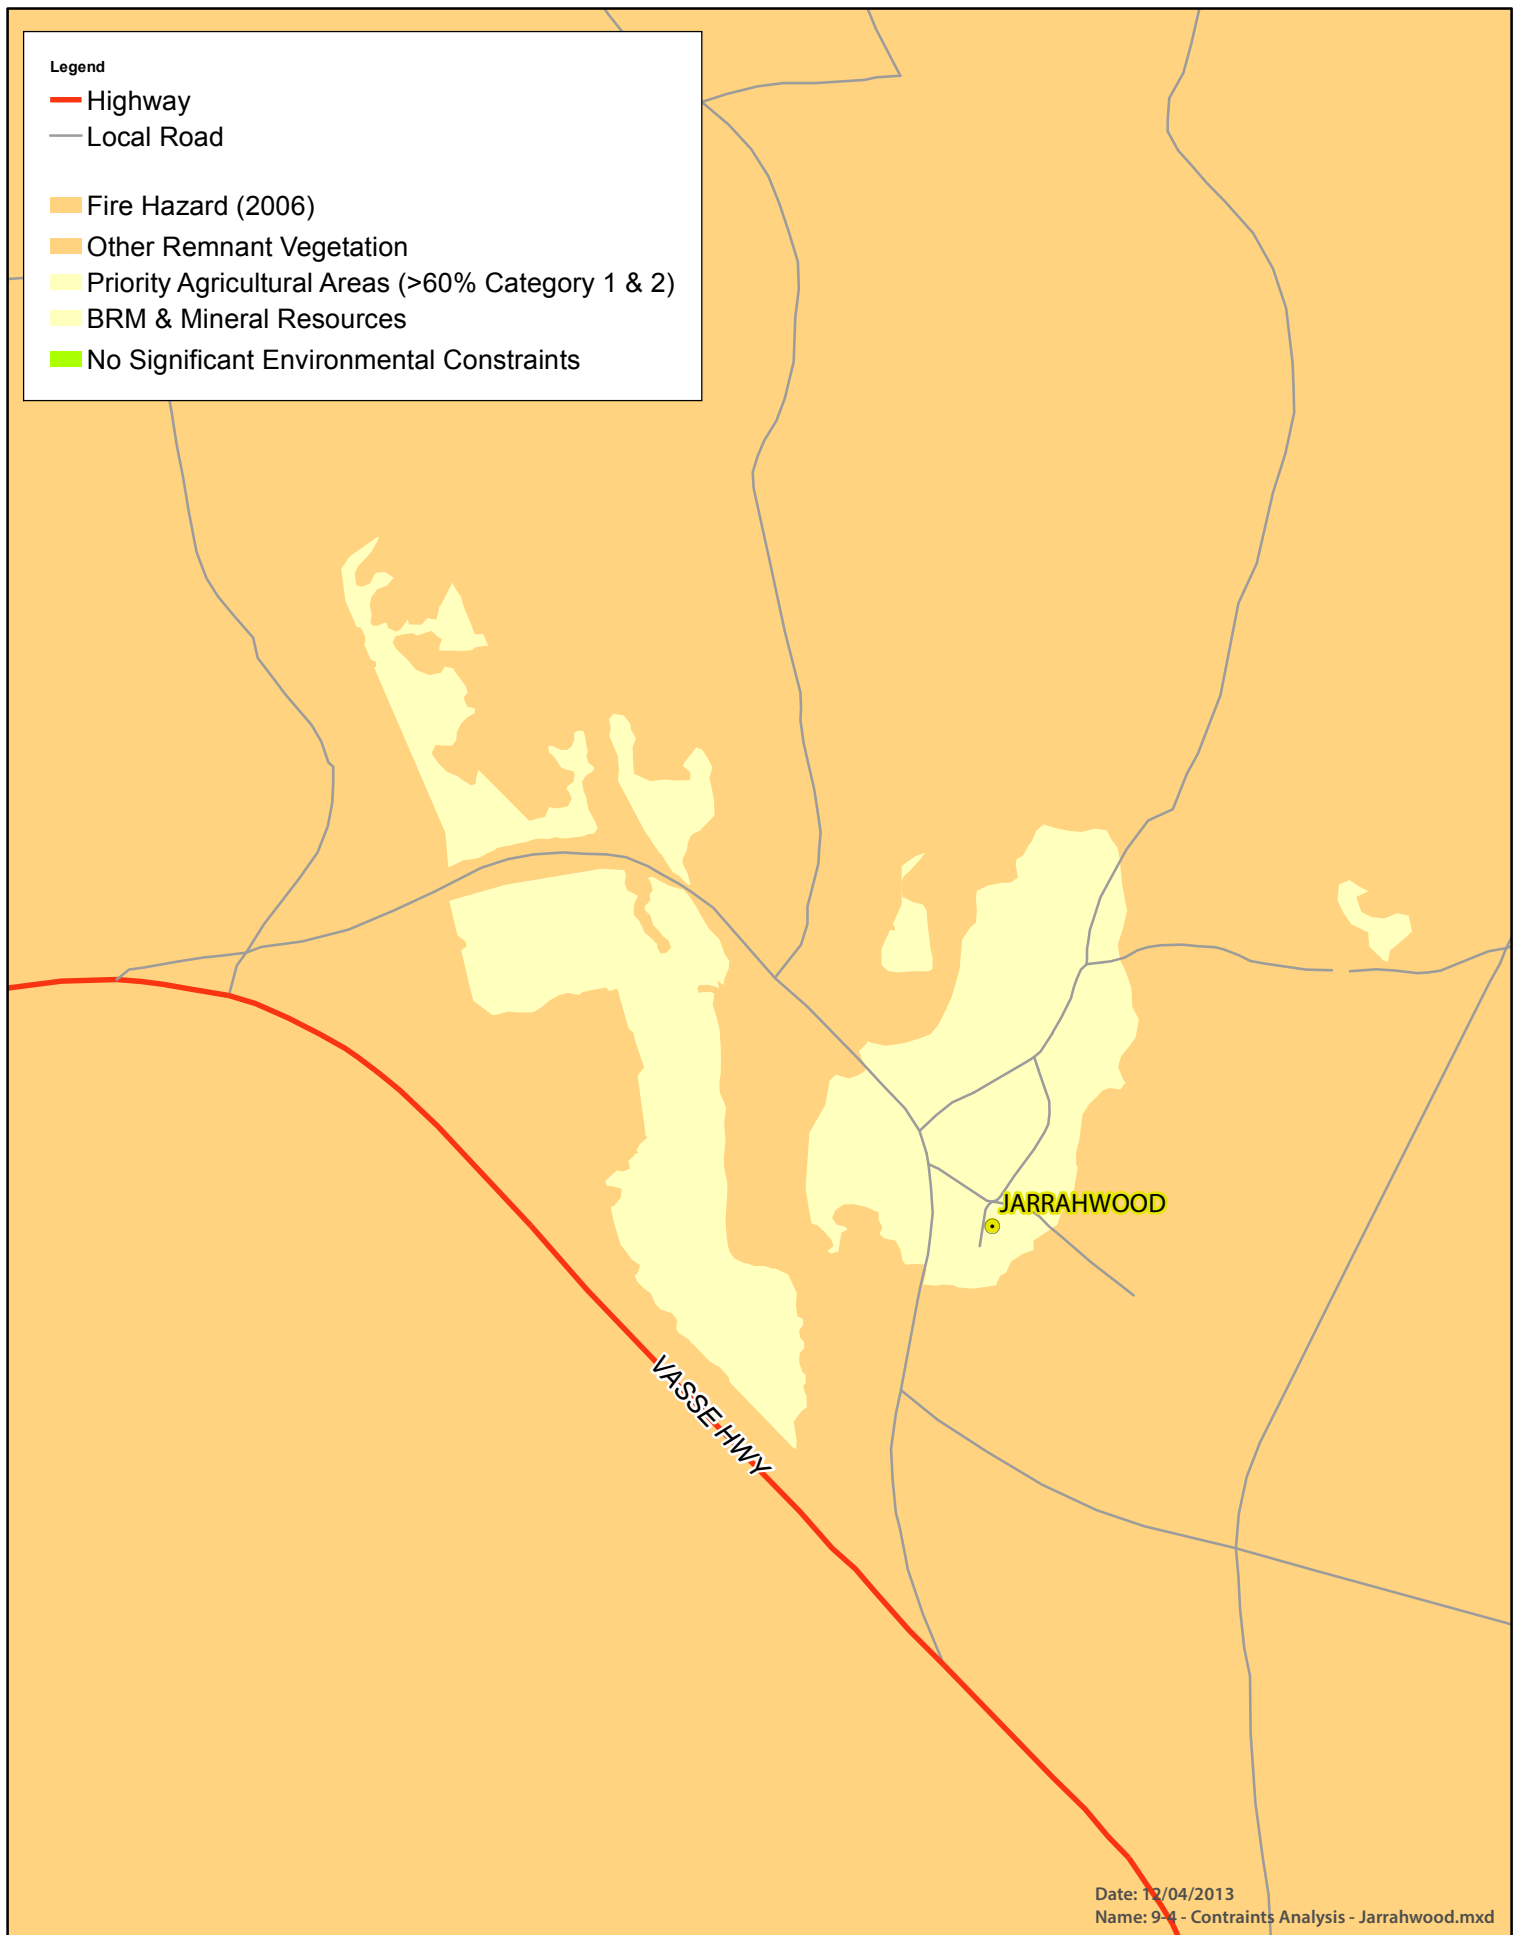 Legend
Highway
Local Road
Fire Hazard (2006)
Other Remnant Vegetation
Priority Agricultural Areas (>60% Category 1 & 2)
BRM & Mineral Resources
No Significant Environmental Constraints
JARRAHWOOD
VASSE HWY
Date: 12/04/2013
Name: 9-4 - Contraints Analysis - Jarrahwood.mxd